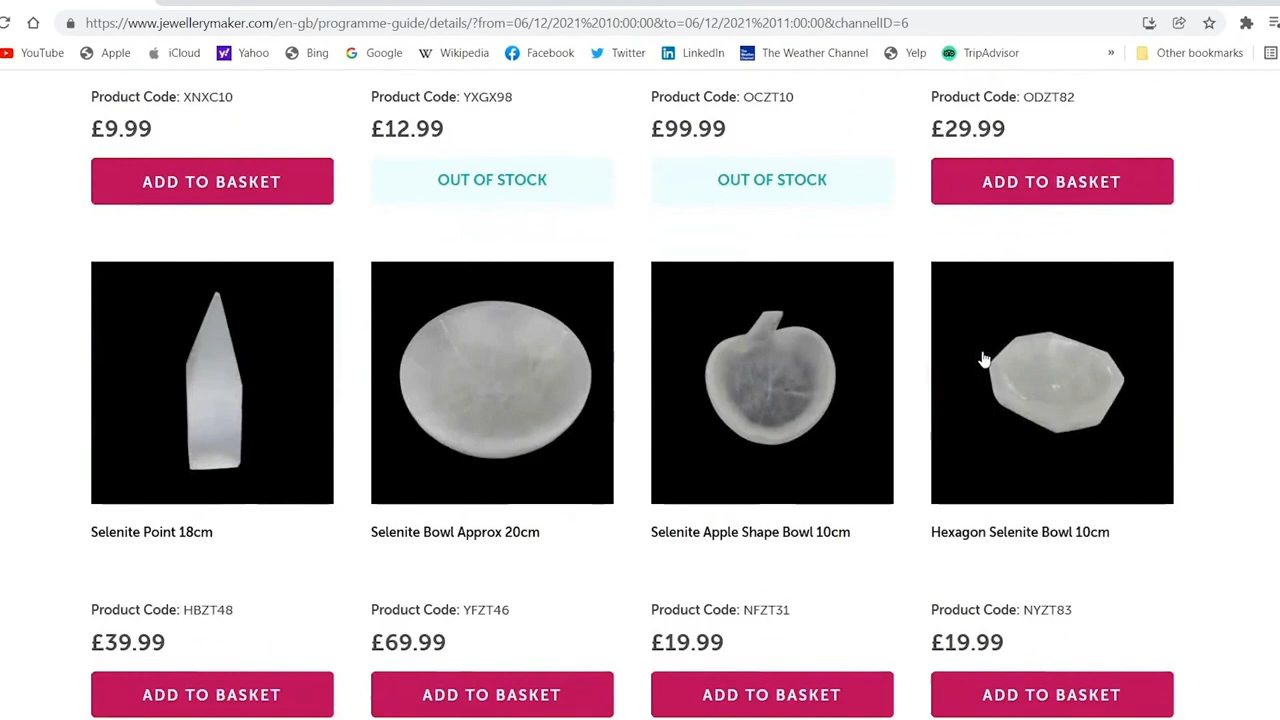 https://www.jewellerymaker.com/en-gb/programme-guide/details/?from=06/12/2021%2010:00:00&to=06/12/2021%2011:00:00&channelID=6
YouTube Apple iCloud Yahoo Bing Google Wikipedia Facebook Twitter LinkedIn The Weather Channel Yelp TripAdvisor » Other bookmarks
Product Code: XNXC10 Product Code: YXGX98 Product Code: OCZT10 Product Code: ODZT82
£9.99 £12.99 £99.99 £29.99
ADD TO BASKET OUT OF STOCK OUT OF STOCK ADD TO BASKET
Selenite Point 18cm Selenite Bowl Approx 20cm Selenite Apple Shape Bowl 10cm Hexagon Selenite Bowl 10cm
Product Code: HBZT48 Product Code: YFZT46 Product Code: NFZT31 Product Code: NYZT83
£39.99 £69.99 £19.99 £19.99
ADD TO BASKET ADD TO BASKET ADD TO BASKET ADD TO BASKET